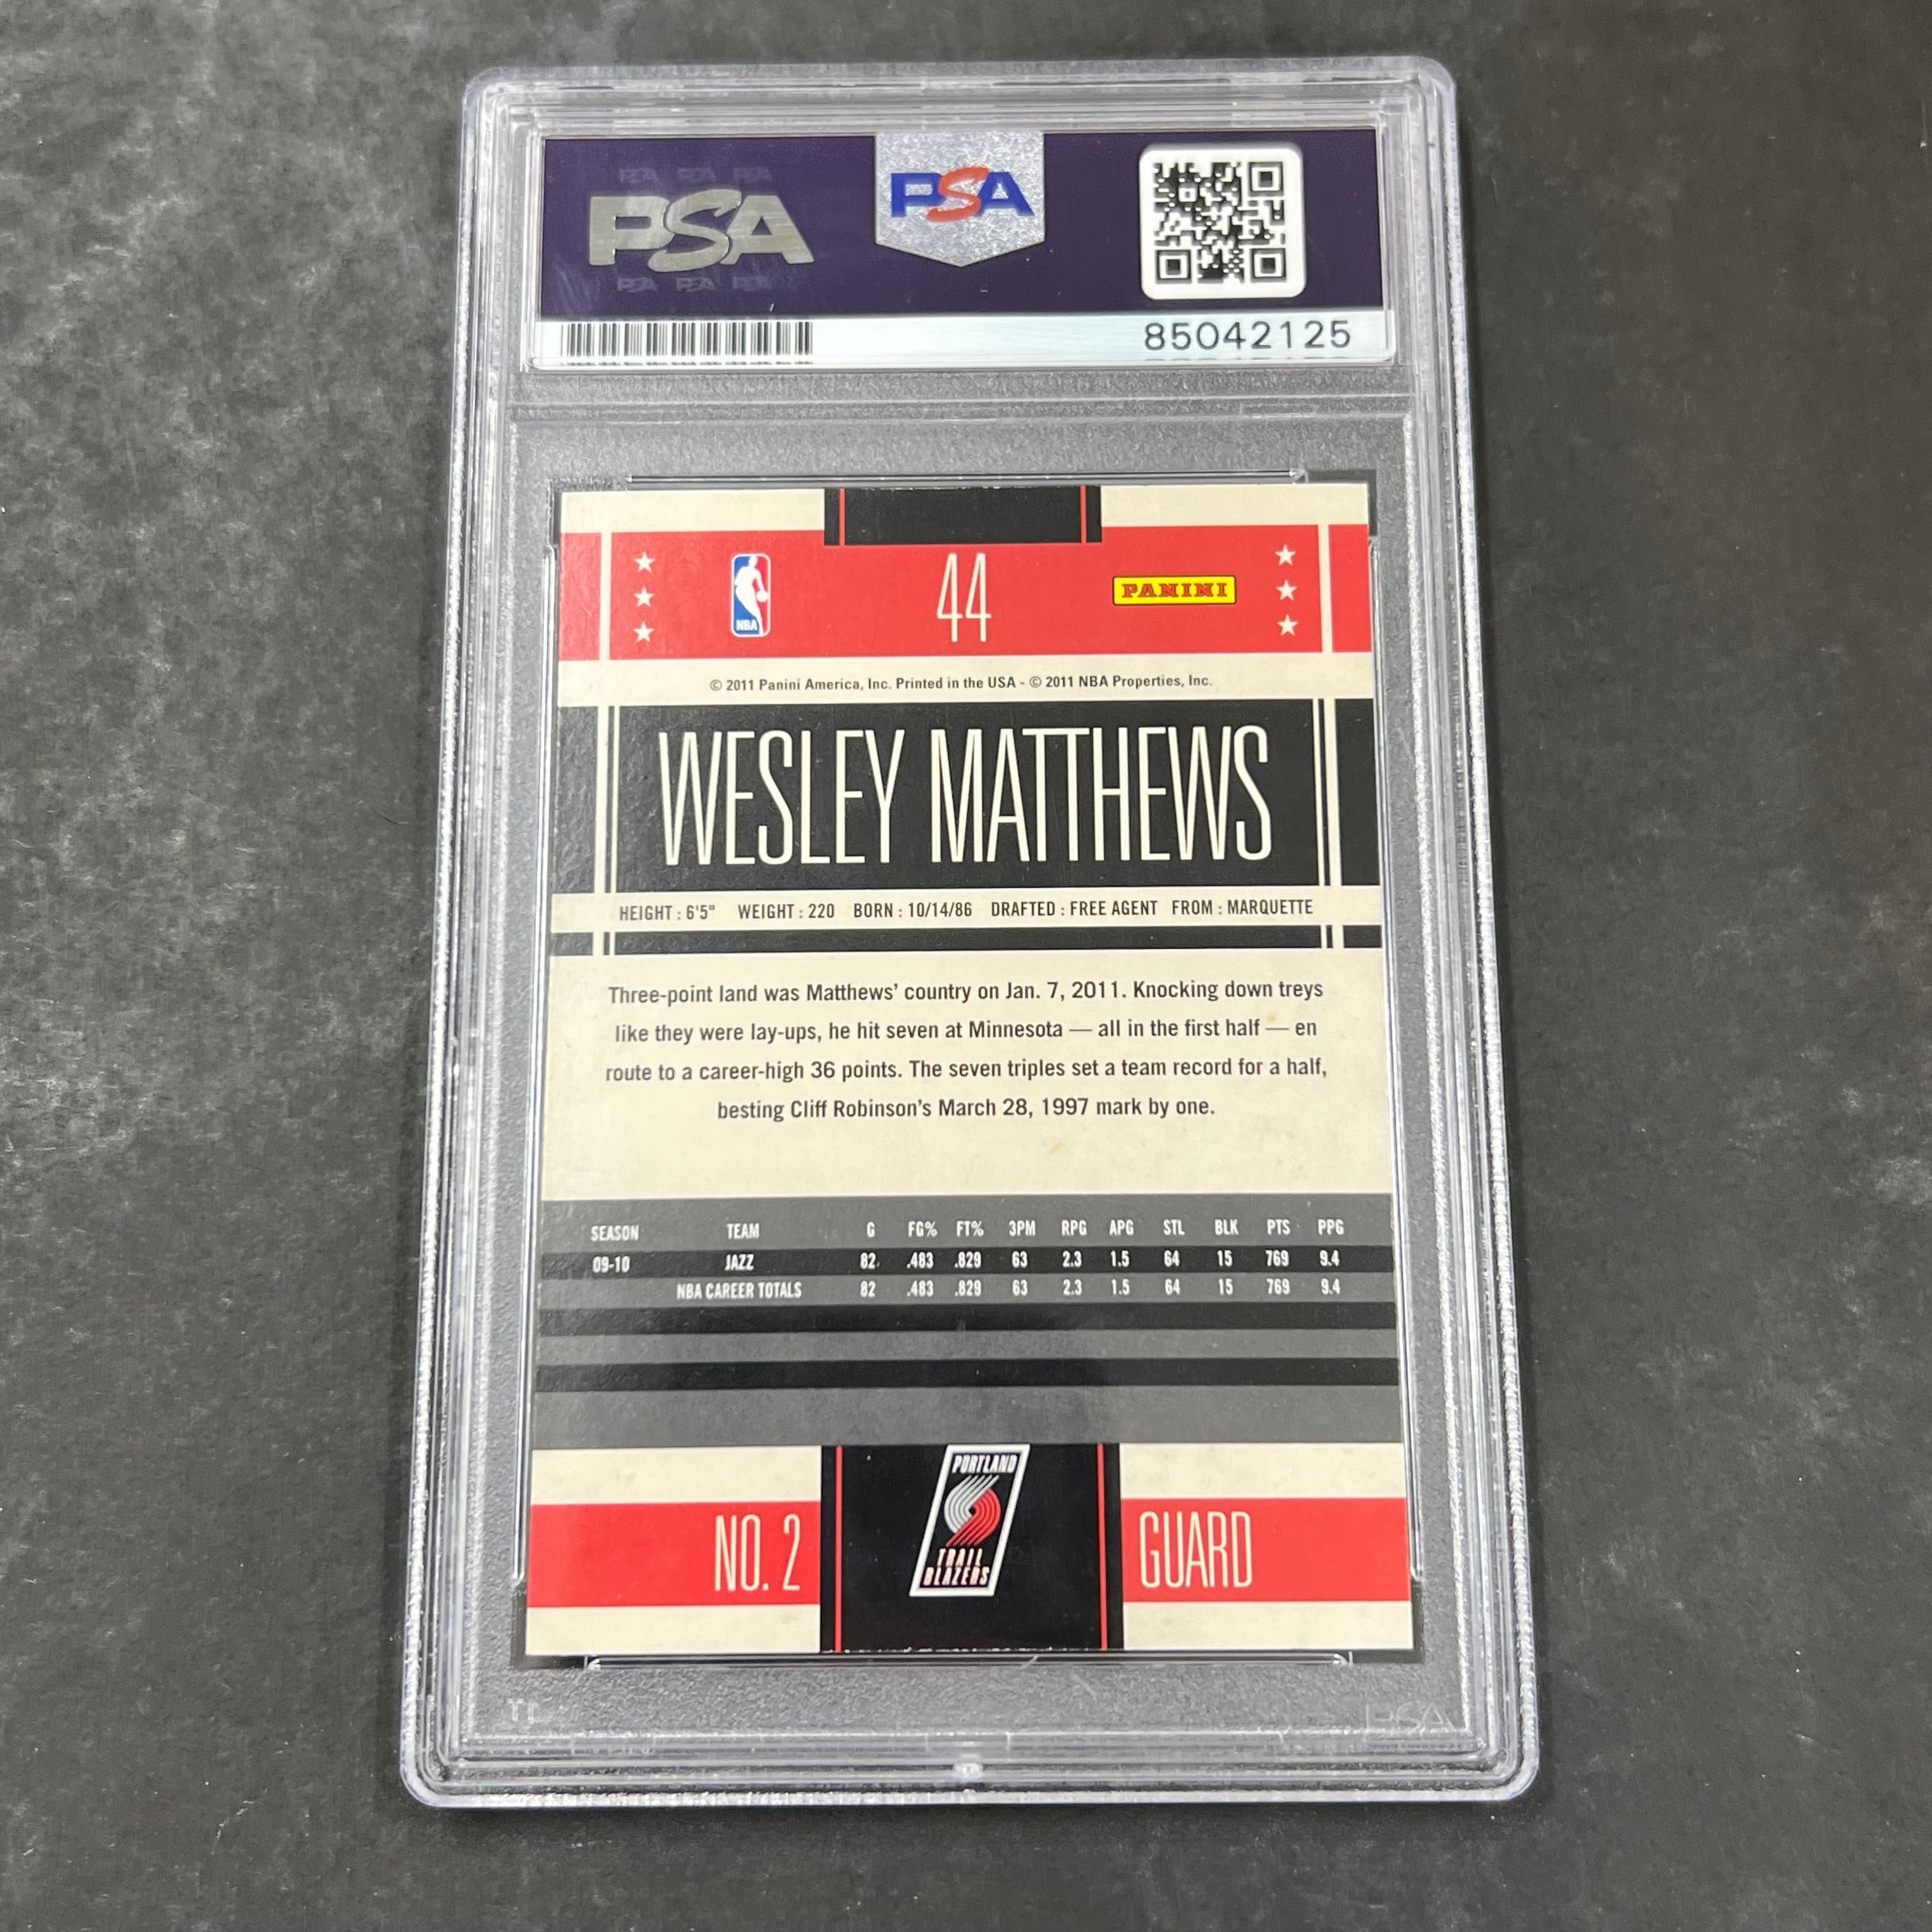 PSA PSA PSA
PSA
PSA PSA PSA
PSA
85042125
44
NBA
PANINI
© 2011 Panini America, Inc. Printed in the USA - © 2011 NBA Properties, Inc.
WESLEY MATTHEWS
HEIGHT : 6'5" WEIGHT : 220 BORN : 10/14/86 DRAFTED : FREE AGENT FROM : MARQUETTE
Three-point land was Matthews' country on Jan. 7, 2011. Knocking down treys
like they were lay-ups, he hit seven at Minnesota — all in the first half — en
route to a career-high 36 points. The seven triples set a team record for a half,
besting Cliff Robinson's March 28, 1997 mark by one.
SEASON TEAM G FG% FT% 3PM RPG APG STL BLK PTS PPG
09-10 JAZZ 82 .483 .829 63 2.3 1.5 64 15 769 9.4
NBA CAREER TOTALS 82 .483 .829 63 2.3 1.5 64 15 769 9.4
PORTLAND
TRAIL
BLAZERS
NO. 2
GUARD
PSA